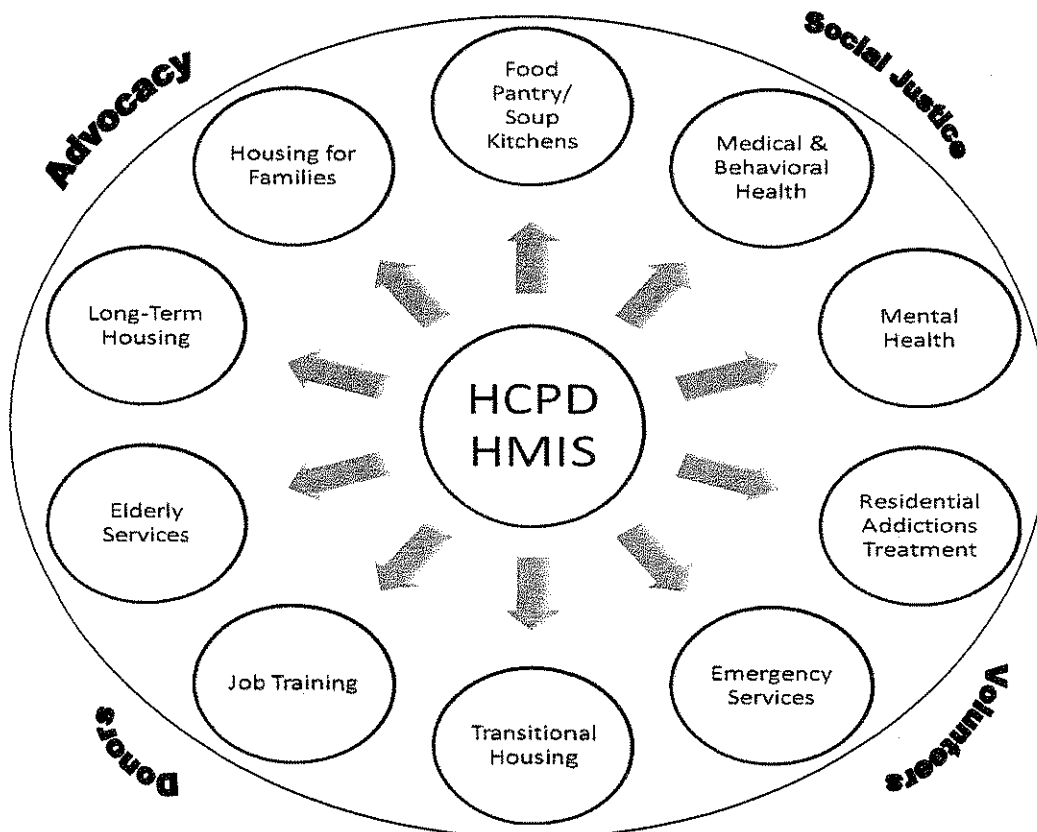 Advocacy
Social Justice
Food
Pantry/
Soup
Kitchens
Housing for
Families
Medical &
Behavioral
Health
Long-Term
Housing
Mental
Health
HCPD
HMIS
Elderly
Services
Residential
Addictions
Treatment
Job Training
Emergency
Services
Transitional
Housing
Donors
Volunteers